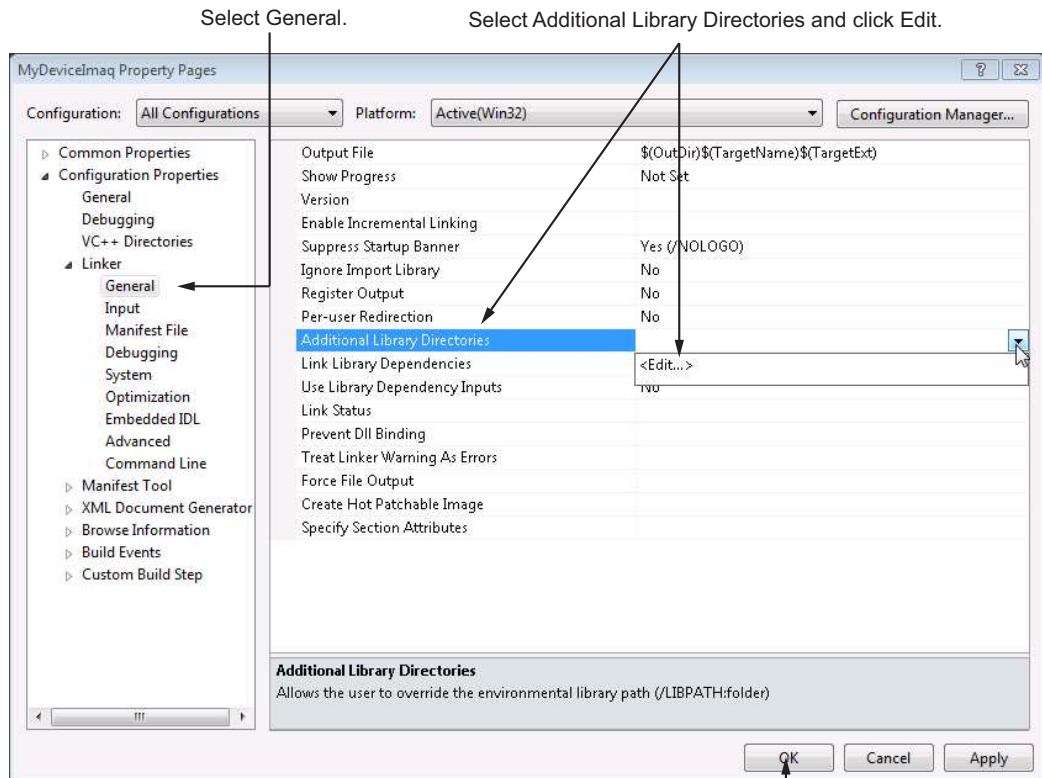 Select General.
Select Additional Library Directories and click Edit.
MyDeviceImaq Property Pages
Configuration: All Configurations Platform: Active(Win32) Configuration Manager...
Common Properties
Configuration Properties
General
Debugging
VC++ Directories
Linker
General
Input
Manifest File
Debugging
System
Optimization
Embedded IDL
Advanced
Command Line
Manifest Tool
XML Document Generator
Browse Information
Build Events
Custom Build Step
Output File $(OutDir)$(TargetName)$(TargetExt)
Show Progress Not Set
Version
Enable Incremental Linking
Suppress Startup Banner Yes (/NOLOGO)
Ignore Import Library No
Register Output No
Per-user Redirection No
Additional Library Directories
Link Library Dependencies <Edit...>
Use Library Dependency Inputs No
Link Status
Prevent Dll Binding
Treat Linker Warning As Errors
Force File Output
Create Hot Patchable Image
Specify Section Attributes
Additional Library Directories
Allows the user to override the environmental library path (/LIBPATH:folder)
OK Cancel Apply